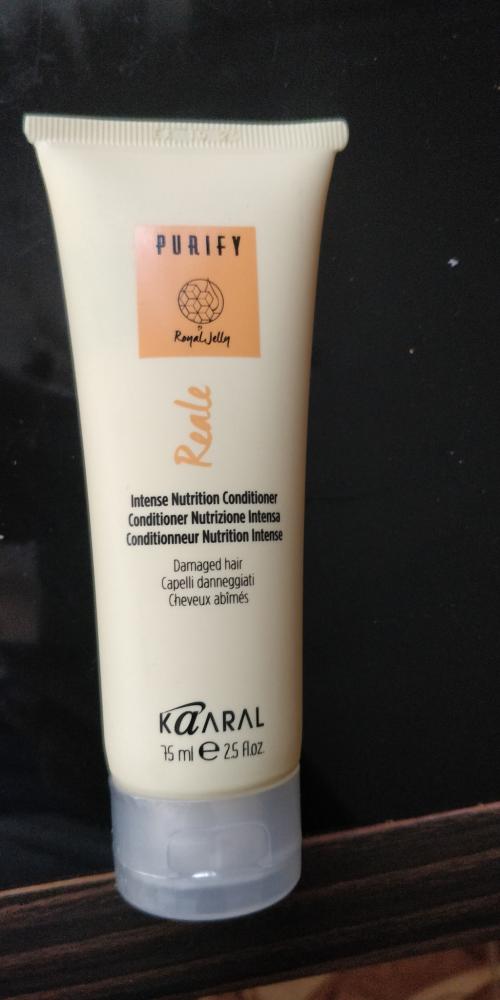 PURIFY
Royal Jelly
Reale
Intense Nutrition Conditioner
Conditioner Nutrizione Intensa
Conditionneur Nutrition Intense
Damaged hair
Capelli danneggiati
Cheveux abîmés
KaARAL
75 ml e 2.5 fl.oz.